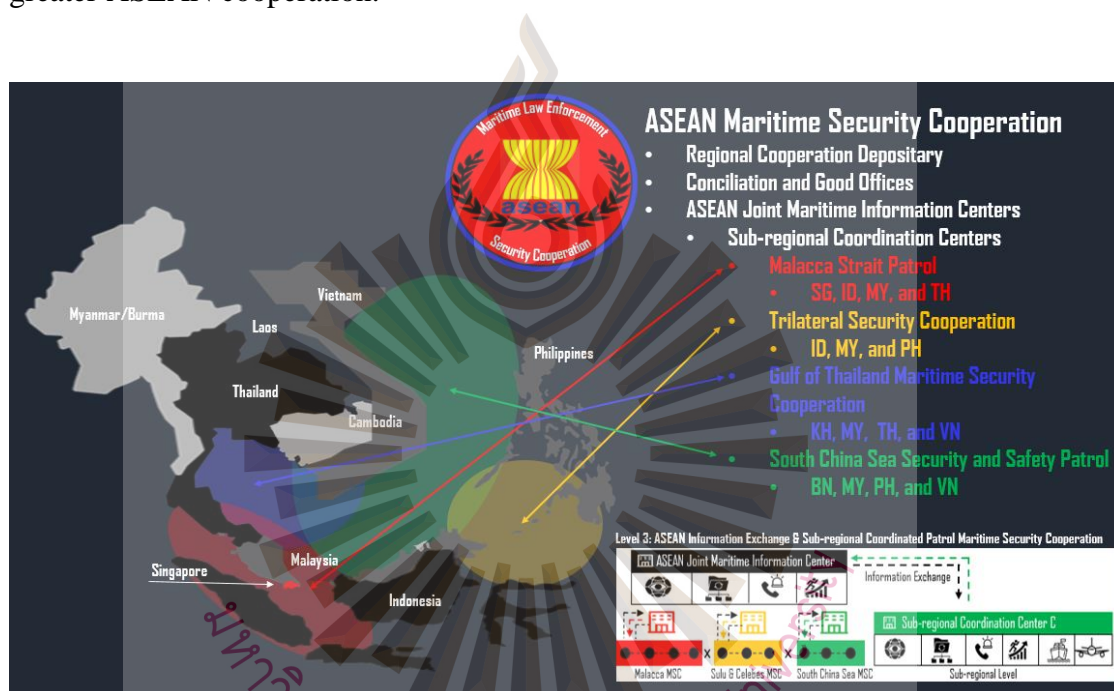 greater ASEAN cooperation.
Maritime Law Enforcement
asean
Security Cooperation
ASEAN Maritime Security Cooperation
• Regional Cooperation Depositary
• Conciliation and Good Offices
• ASEAN Joint Maritime Information Centers
• Sub-regional Coordination Centers
• Malacca Strait Patrol
• SG, ID, MY, and TH
• Trilateral Security Cooperation
• ID, MY, and PH
• Gulf of Thailand Maritime Security
Cooperation
• KH, MY, TH, and VN
• South China Sea Security and Safety Patrol
• BN, MY, PH, and VN
Myanmar/Burma
Vietnam
Laos
Thailand
Cambodia
Philippines
Malaysia
Singapore
Indonesia
Level 3: ASEAN Information Exchange & Sub-regional Coordinated Patrol Maritime Security Cooperation
ASEAN Joint Maritime Information Center
Information Exchange
Sub-regional Coordination Center C
x
x
Malacca MSC
Sulu & Celebes MSC
South China Sea MSC
Sub-regional Level